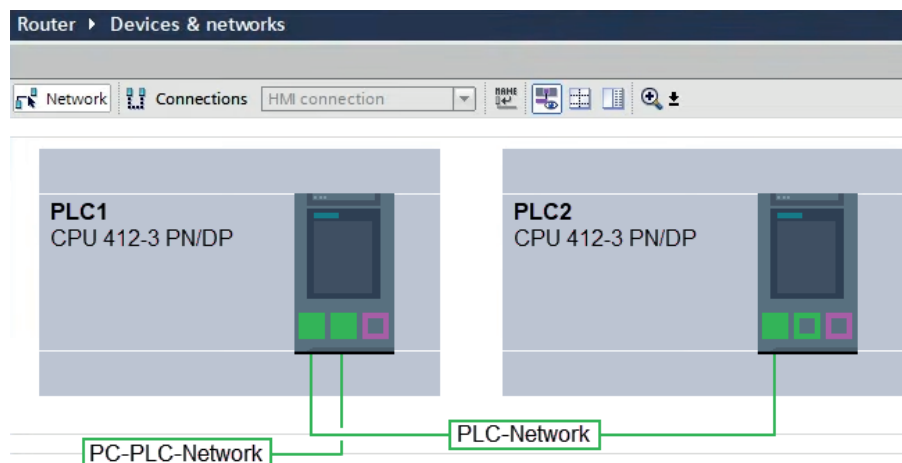 Router ▸ Devices & networks
Network Connections HMI connection NAME
PLC1
CPU 412-3 PN/DP
PLC2
CPU 412-3 PN/DP
PLC-Network
PC-PLC-Network